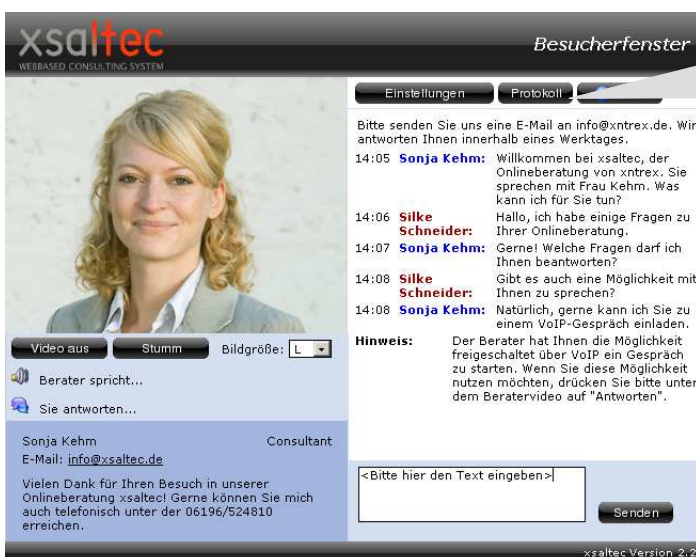 xsaltec
WEBBASED CONSULTING SYSTEM
Besucherfenster
Einstellungen
Protokoll
Bitte senden Sie uns eine E-Mail an info@xntrex.de. Wir
antworten Ihnen innerhalb eines Werktages.
14:05 Sonja Kehm: Willkommen bei xsaltec, der
Onlineberatung von xntrex. Sie
sprechen mit Frau Kehm. Was
kann ich für Sie tun?
14:06 Silke Hallo, ich habe einige Fragen zu
Schneider: Ihrer Onlineberatung.
14:07 Sonja Kehm: Gerne! Welche Fragen darf ich
Ihnen beantworten?
14:08 Silke Gibt es auch eine Möglichkeit mit
Schneider: Ihnen zu sprechen?
14:08 Sonja Kehm: Natürlich, gerne kann ich Sie zu
einem VoIP-Gespräch einladen.
Hinweis: Der Berater hat Ihnen die Möglichkeit
freigeschaltet über VoIP ein Gespräch
zu starten. Wenn Sie diese Möglichkeit
nutzen möchten, drücken Sie bitte unter
dem Beratervideo auf "Antworten".
Video aus
Stumm
Bildgröße: L
Berater spricht...
Sie antworten...
Sonja Kehm Consultant
E-Mail: info@xsaltec.de
Vielen Dank für Ihren Besuch in unserer
Onlineberatung xsaltec! Gerne können Sie mich
auch telefonisch unter der 06196/524810
erreichen.
<Bitte hier den Text eingeben>
Senden
xsaltec Version 2.2